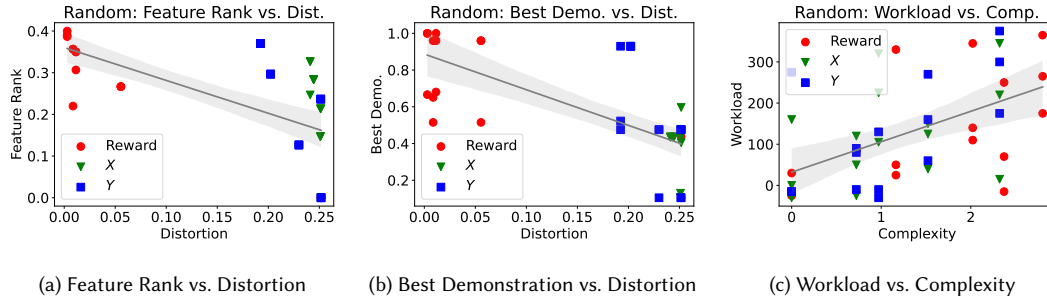 Random: Feature Rank vs. Dist.
0.4
0.3
0.2
0.1
0.0
Feature Rank
Reward
X
Y
0.00 0.05 0.10 0.15 0.20 0.25
Distortion
(a) Feature Rank vs. Distortion
Random: Best Demo. vs. Dist.
1.0
0.8
0.6
0.4
0.2
Best Demo.
Reward
X
Y
0.00 0.05 0.10 0.15 0.20 0.25
Distortion
(b) Best Demonstration vs. Distortion
Random: Workload vs. Comp.
300
200
100
0
Workload
Reward
X
Y
0 1 2
Complexity
(c) Workload vs. Complexity